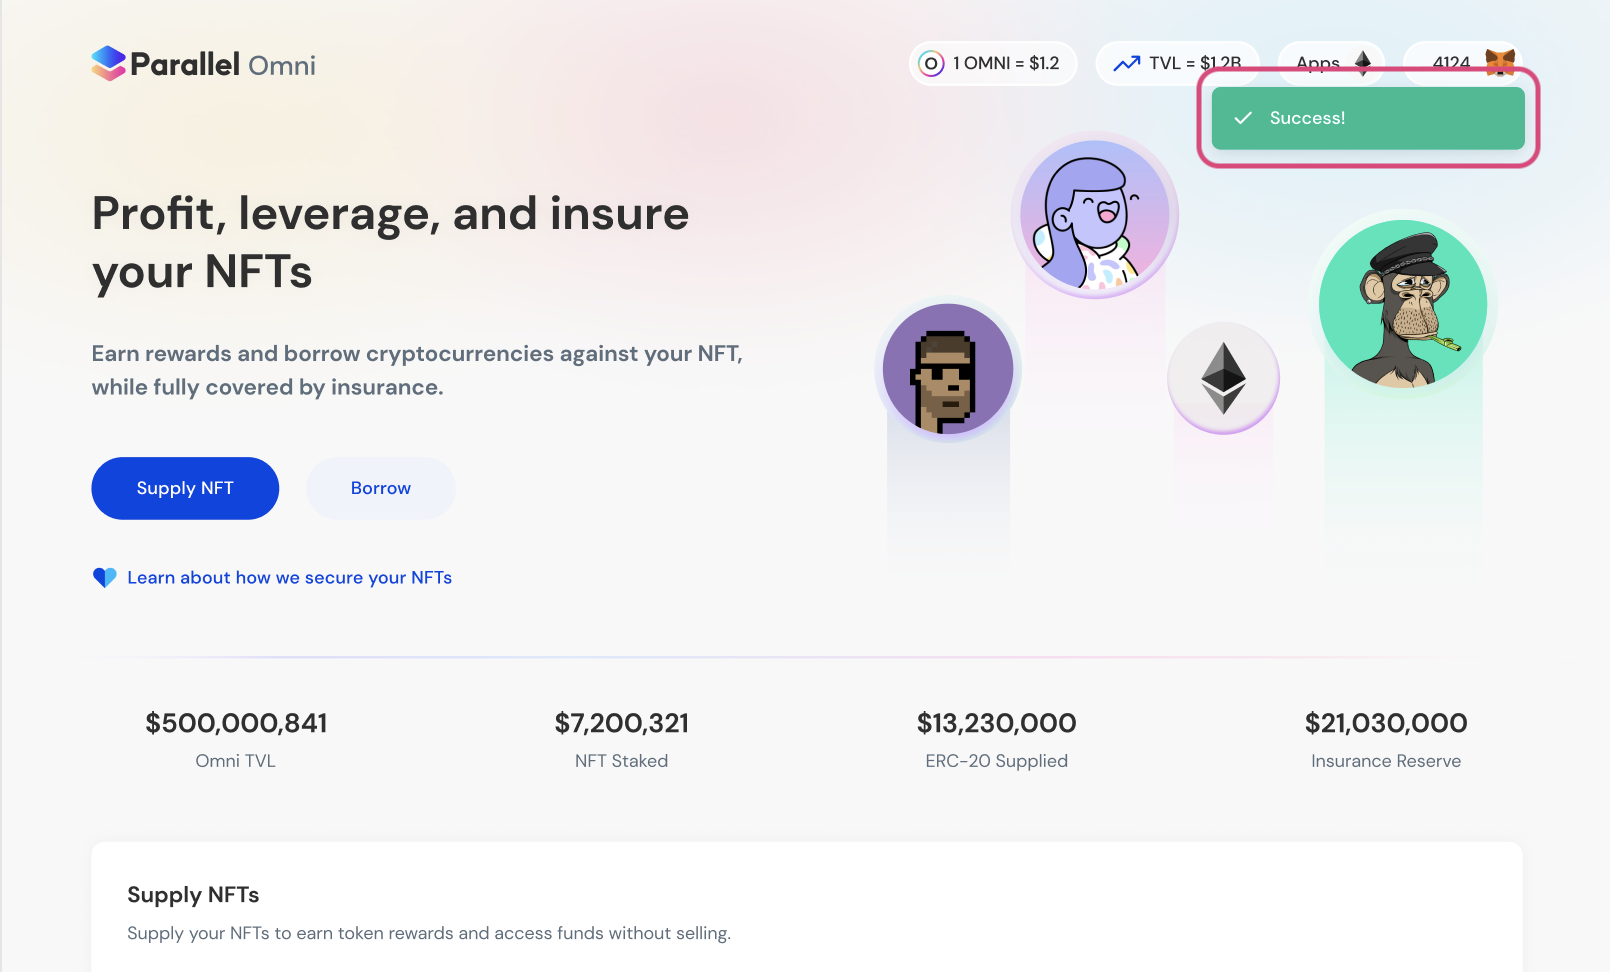 Parallel Omni
1 OMNI = $1.2
TVL = $1.2B
Apps
4124
Success!
Profit, leverage, and insure
your NFTs
Earn rewards and borrow cryptocurrencies against your NFT,
while fully covered by insurance.
Supply NFT
Borrow
Learn about how we secure your NFTs
$500,000,841
Omni TVL
$7,200,321
NFT Staked
$13,230,000
ERC-20 Supplied
$21,030,000
Insurance Reserve
Supply NFTs
Supply your NFTs to earn token rewards and access funds without selling.